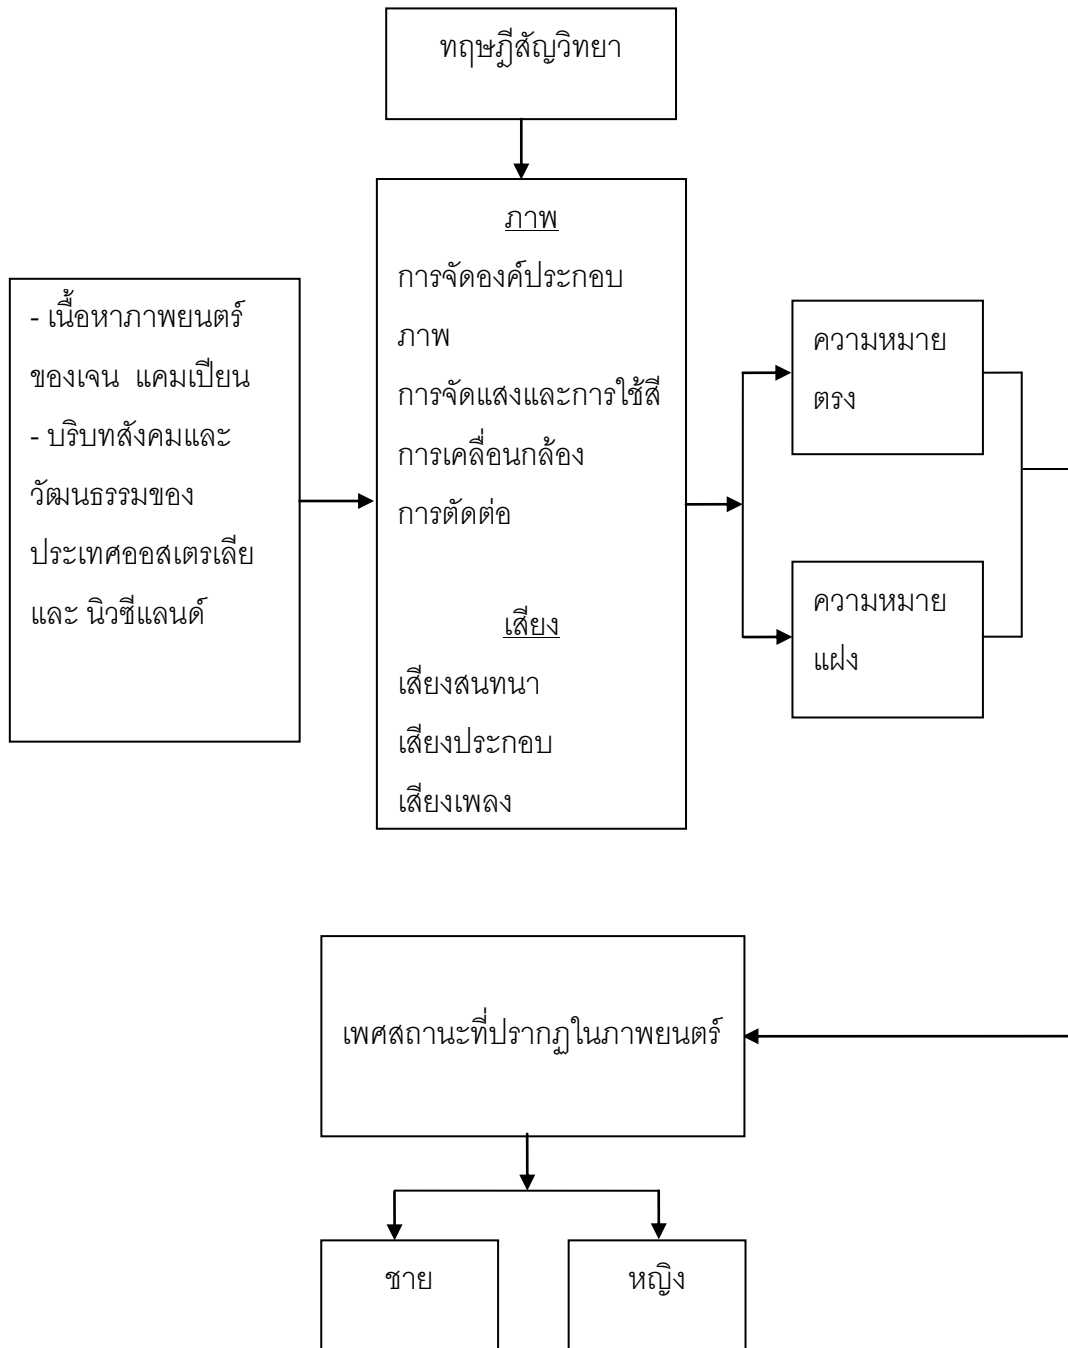 ทฤษฎีสัญวิทยา
- เนื้อหาภาพยนตร์
ของเจน แคมเปียน
- บริบทสังคมและ
วัฒนธรรมของ
ประเทศออสเตรเลีย
และ นิวซีแลนด์
ภาพ
การจัดองค์ประกอบ
ภาพ
การจัดแสงและการใช้สี
การเคลื่อนกล้อง
การตัดต่อ
เสียง
เสียงสนทนา
เสียงประกอบ
เสียงเพลง
ความหมาย
ตรง
ความหมาย
แฝง
เพศสถานะที่ปรากฏในภาพยนตร์
ชาย
หญิง